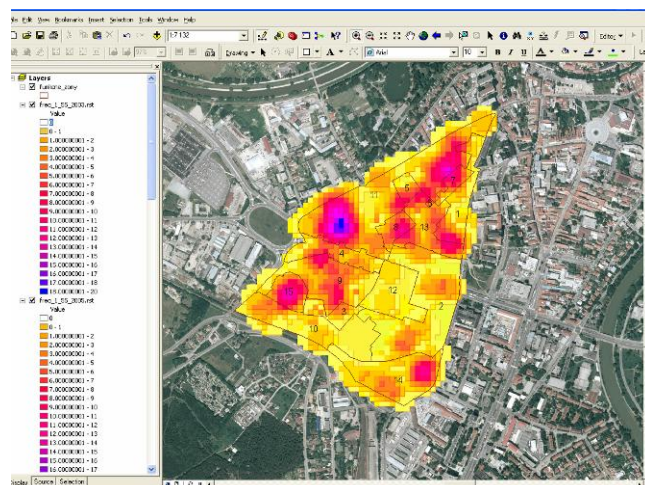 File Edit View Bookmarks Insert Selection Tools Window Help
1:7 132
Editor
97%
Drawing
A
Arial
10
B I U A
Layers
funkcne_zony
freq_1_55_2003.rst
Value
0
0 - 1
1.000000001 - 2
2.000000001 - 3
3.000000001 - 4
4.000000001 - 5
5.000000001 - 6
6.000000001 - 7
7.000000001 - 8
8.000000001 - 9
9.000000001 - 10
10.00000001 - 11
11.00000001 - 12
12.00000001 - 13
13.00000001 - 14
14.00000001 - 15
15.00000001 - 16
16.00000001 - 17
17.00000001 - 18
18.00000001 - 20
freq_1_55_2005.rst
Value
0
0 - 1
1.000000001 - 2
2.000000001 - 3
3.000000001 - 4
4.000000001 - 5
5.000000001 - 6
6.000000001 - 7
7.000000001 - 8
8.000000001 - 9
9.000000001 - 10
10.00000001 - 11
11.00000001 - 12
12.00000001 - 13
13.00000001 - 14
14.00000001 - 15
15.00000001 - 16
16.00000001 - 17
Display Source Selection
7
11
1
8
13
4
9
12
2
3
10
14